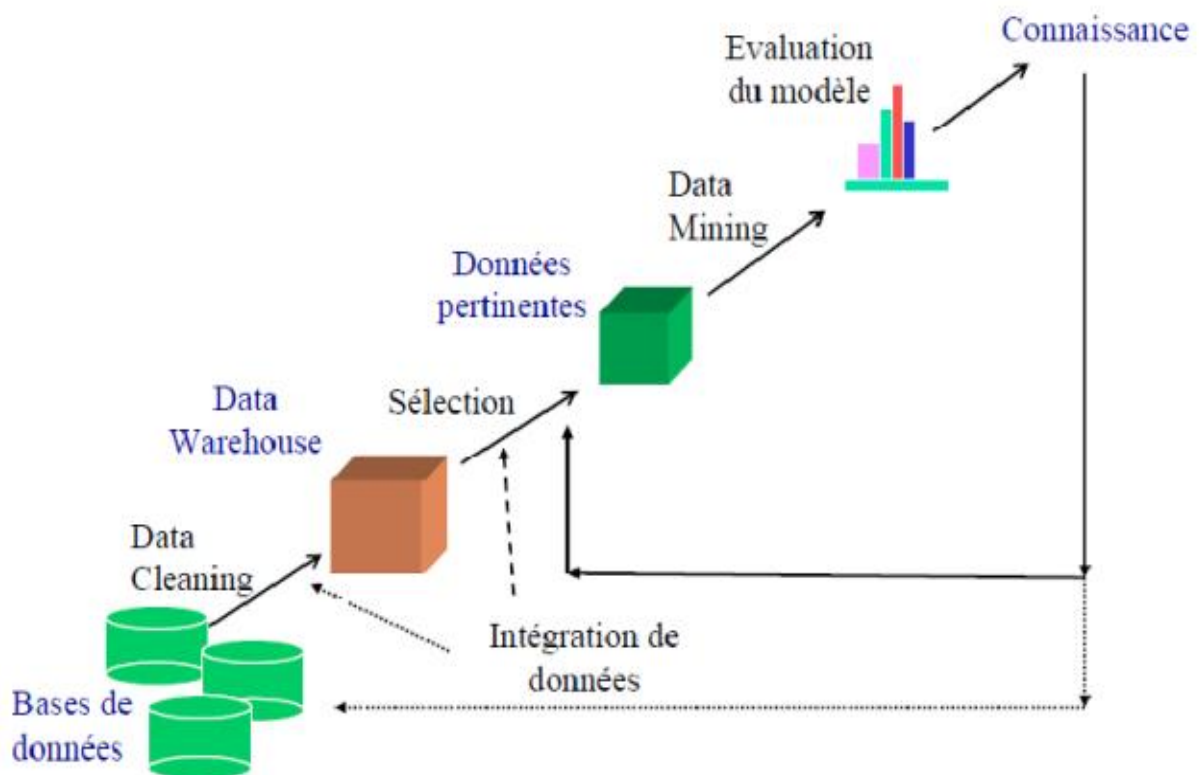 Connaissance
Evaluation
du modèle
Data
Mining
Données
pertinentes
Sélection
Data
Warehouse
Data
Cleaning
Intégration de
données
Bases de
données